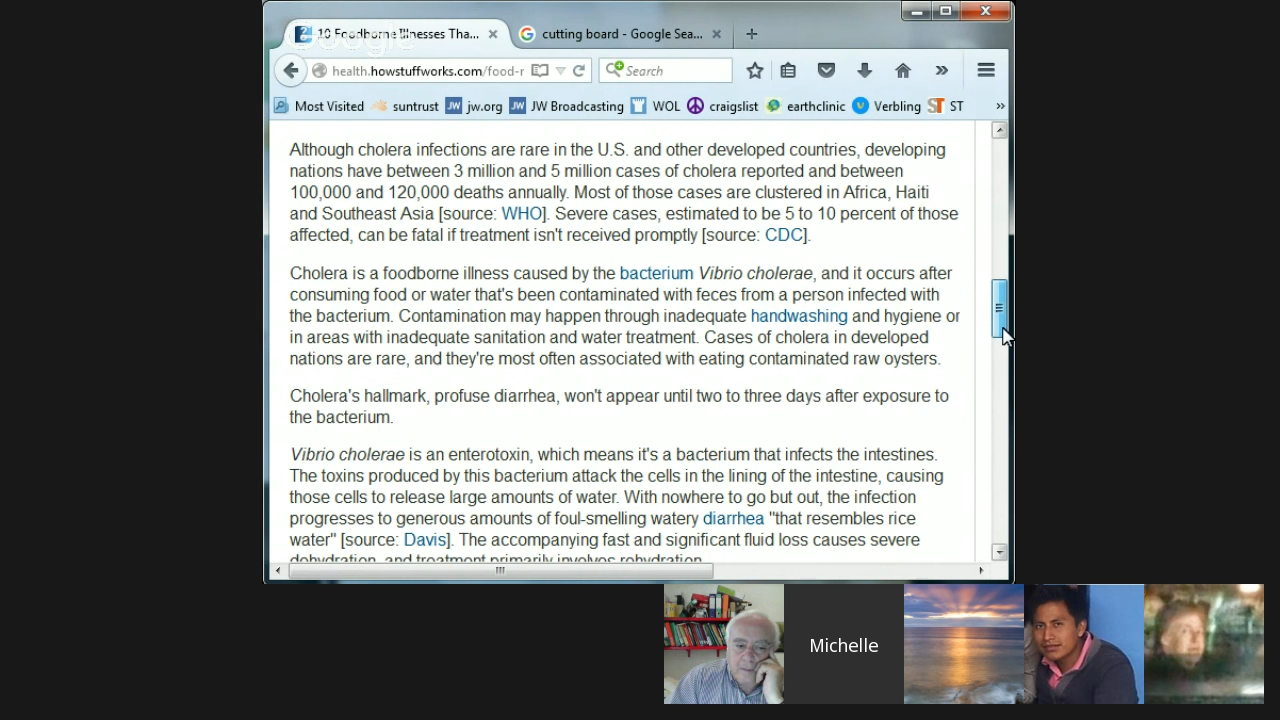 Google
10 Foodborne Illnesses Tha...
cutting board - Google Sea...
health.howstuffworks.com/food-r
Search
Most Visited suntrust jw.org JW Broadcasting WOL craigslist earthclinic Verbling ST
Although cholera infections are rare in the U.S. and other developed countries, developing
nations have between 3 million and 5 million cases of cholera reported and between
100,000 and 120,000 deaths annually. Most of those cases are clustered in Africa, Haiti
and Southeast Asia [source: WHO]. Severe cases, estimated to be 5 to 10 percent of those
affected, can be fatal if treatment isn't received promptly [source: CDC].
Cholera is a foodborne illness caused by the bacterium Vibrio cholerae, and it occurs after
consuming food or water that's been contaminated with feces from a person infected with
the bacterium. Contamination may happen through inadequate handwashing and hygiene or
in areas with inadequate sanitation and water treatment. Cases of cholera in developed
nations are rare, and they're most often associated with eating contaminated raw oysters.
Cholera's hallmark, profuse diarrhea, won't appear until two to three days after exposure to
the bacterium.
Vibrio cholerae is an enterotoxin, which means it's a bacterium that infects the intestines.
The toxins produced by this bacterium attack the cells in the lining of the intestine, causing
those cells to release large amounts of water. With nowhere to go but out, the infection
progresses to generous amounts of foul-smelling watery diarrhea "that resembles rice
water" [source: Davis]. The accompanying fast and significant fluid loss causes severe
dehydration, and treatment primarily involves rehydration.
Michelle